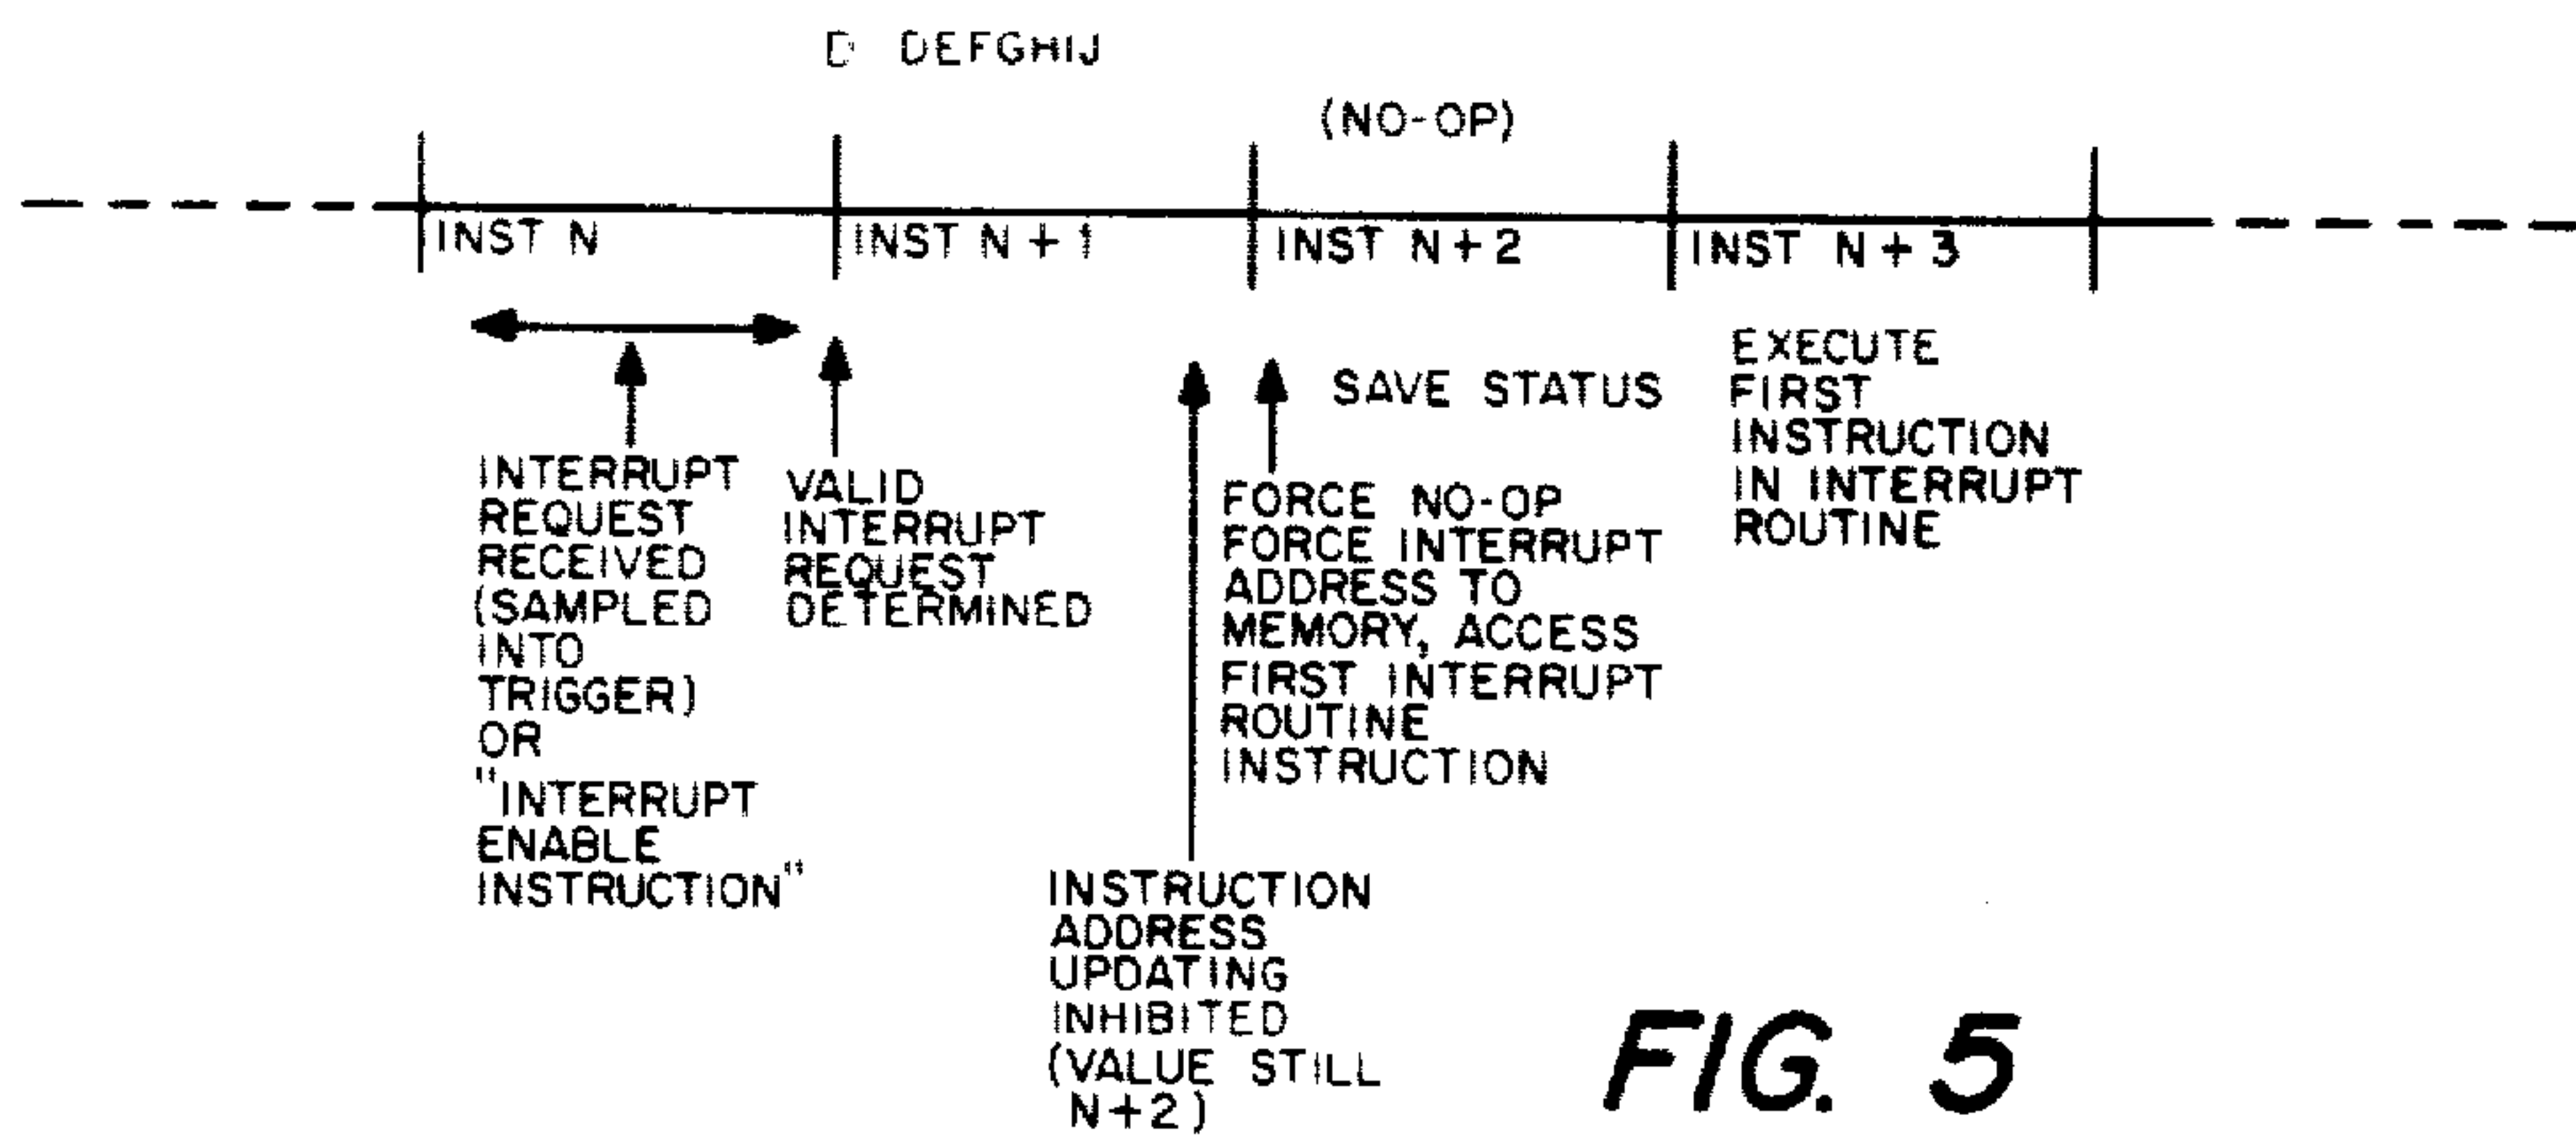 D DEFGHIJ
(NO-OP)
INST N
INST N + 1
INST N + 2
INST N + 3
INTERRUPT
REQUEST
RECEIVED
(SAMPLED
INTO
TRIGGER)
OR
"INTERRUPT
ENABLE
INSTRUCTION"
VALID
INTERRUPT
REQUEST
DETERMINED
INSTRUCTION
ADDRESS
UPDATING
INHIBITED
(VALUE STILL
N+2)
SAVE STATUS
FORCE NO-OP
FORCE INTERRUPT
ADDRESS TO
MEMORY, ACCESS
FIRST INTERRUPT
ROUTINE
INSTRUCTION
EXECUTE
FIRST
INSTRUCTION
IN INTERRUPT
ROUTINE
FIG. 5